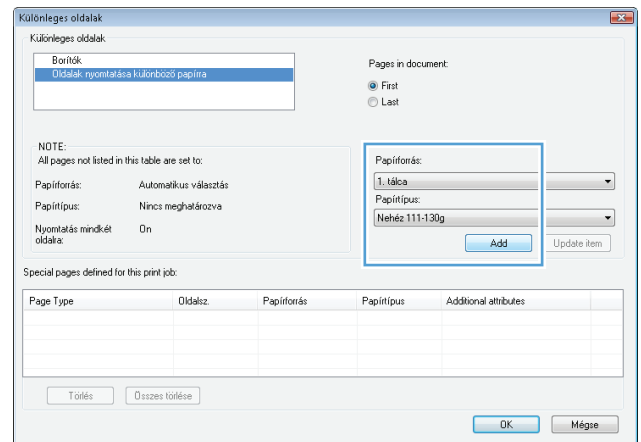 Különleges oldalak
Különleges oldalak
Borítók
Oldalak nyomtatása különböző papírra
Pages in document:
First
Last
NOTE:
All pages not listed in this table are set to:
Papírforrás: Automatikus választás
Papírtípus: Nincs meghatározva
Nyomtatás mindkét oldalra: On
Papírforrás:
1. tálca
Papírtípus:
Nehéz 111-130g
Add Update item
Special pages defined for this print job:
Page Type Oldalsz. Papírforrás Papírtípus Additional attributes
Törlés Összes törlése
OK Mégse